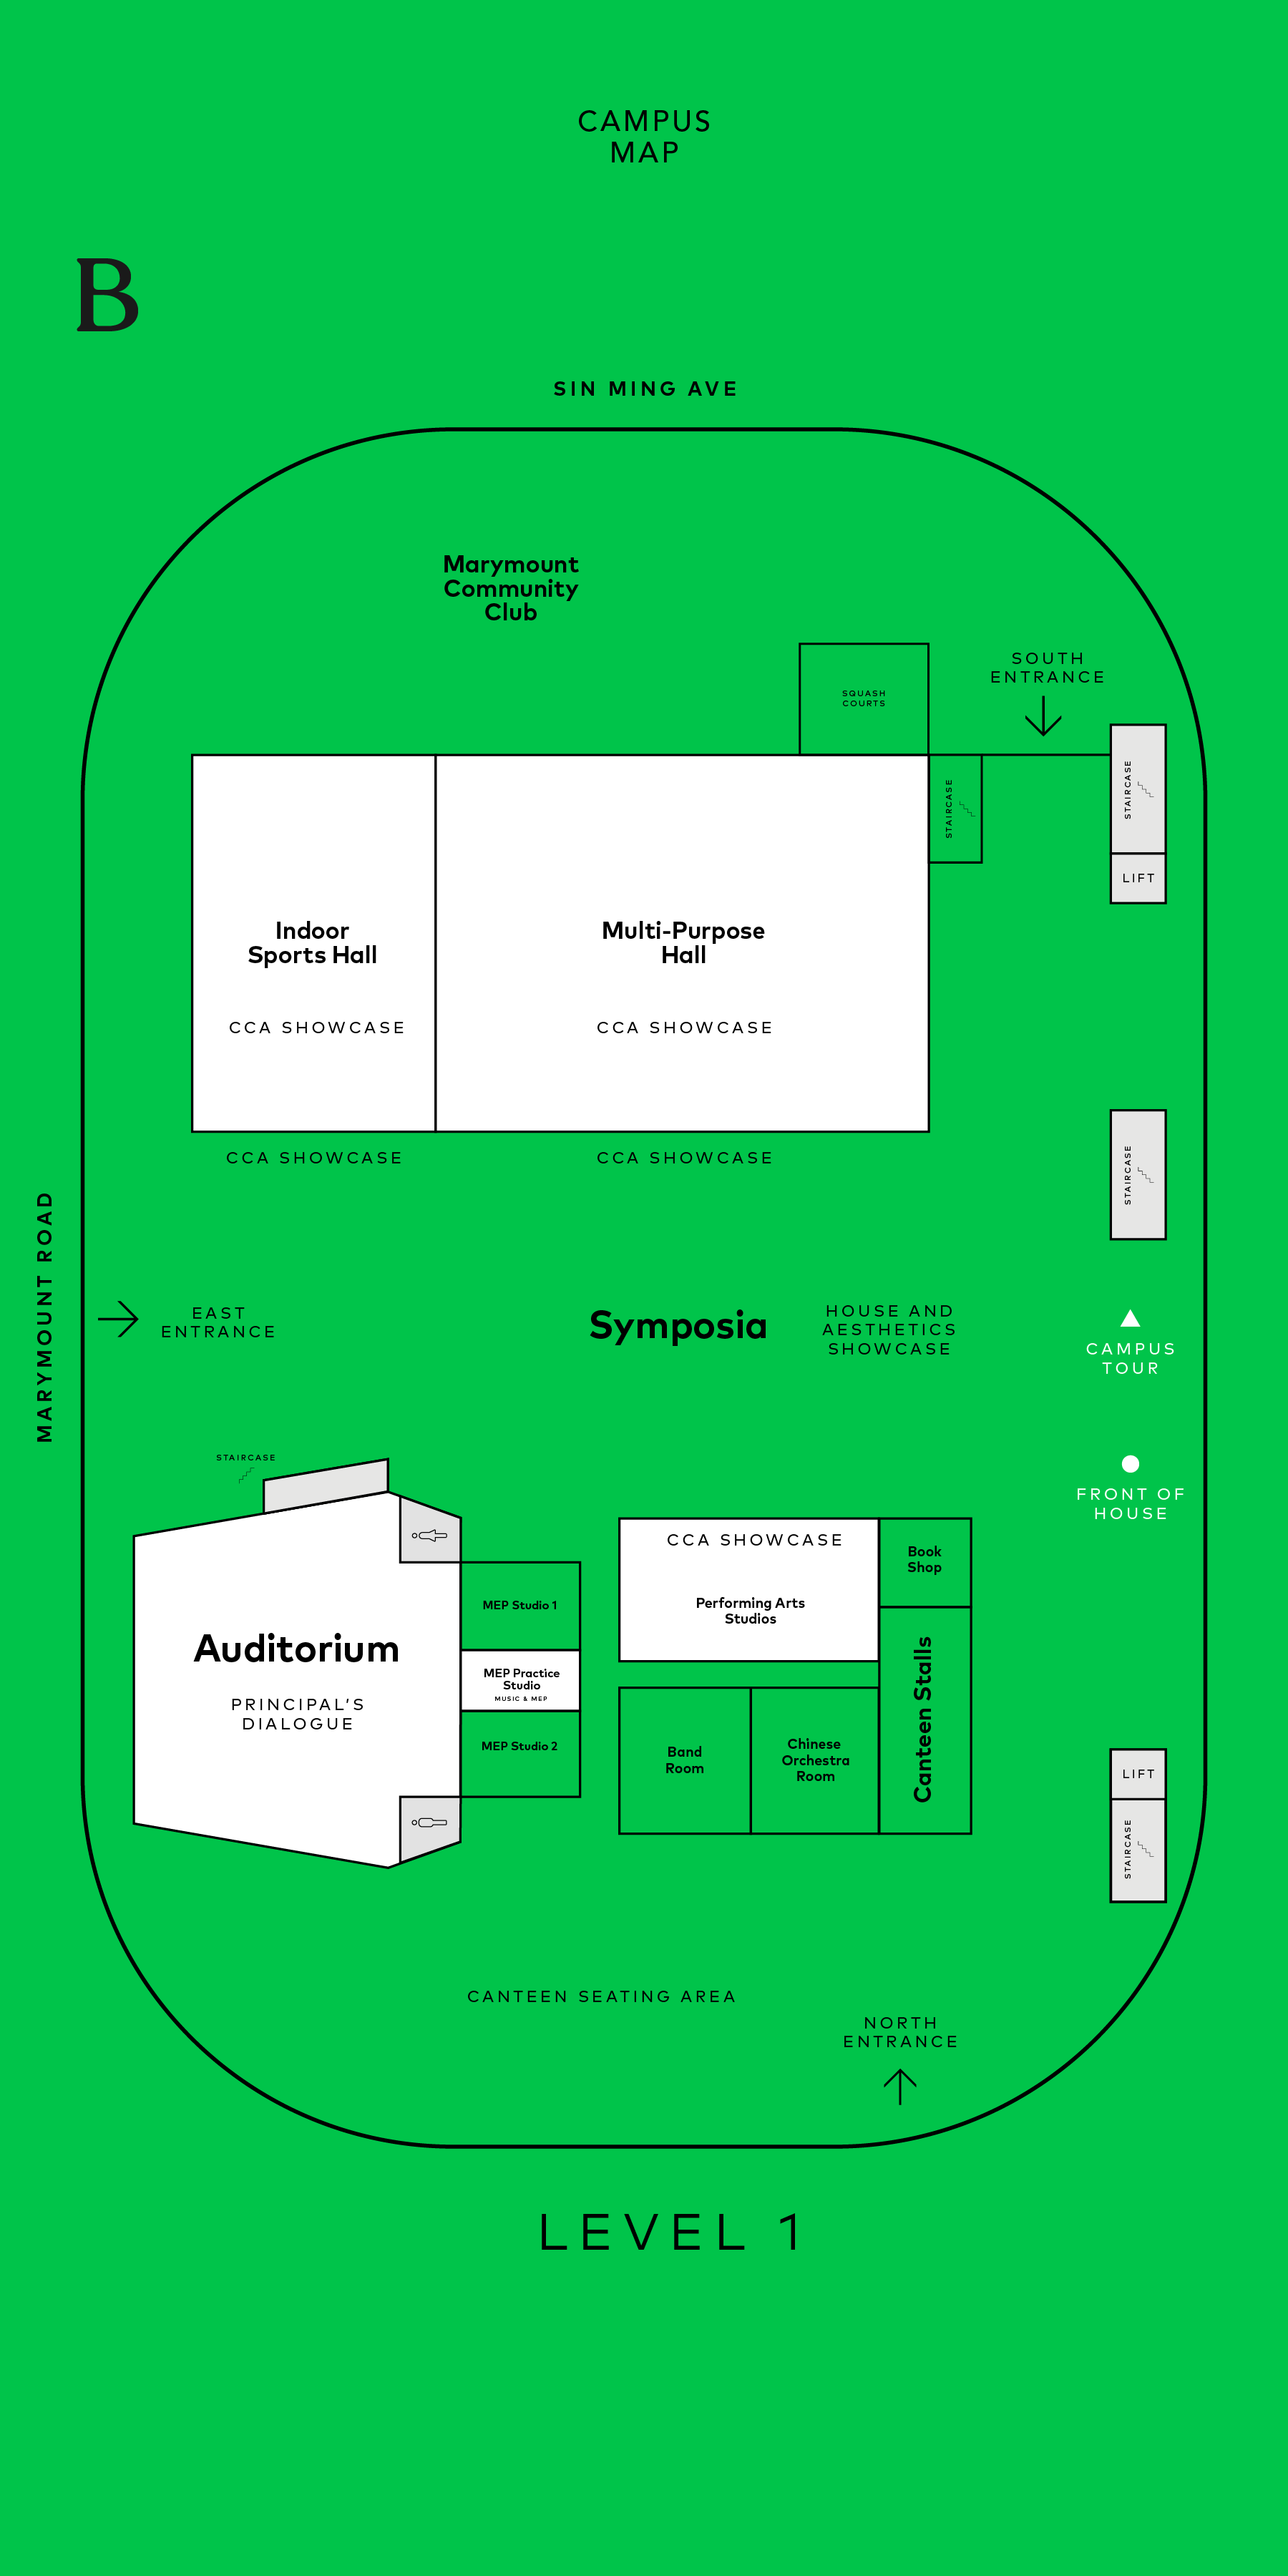 CAMPUS
MAP
B
SIN MING AVE
Marymount
Community
Club
SQUASH
COURTS
SOUTH
ENTRANCE
STAIRCASE
STAIRCASE
LIFT
Indoor
Sports Hall
Multi-Purpose
Hall
CCA SHOWCASE
CCA SHOWCASE
CCA SHOWCASE
CCA SHOWCASE
STAIRCASE
MARYMOUNT ROAD
EAST
ENTRANCE
Symposia
HOUSE AND
AESTHETICS
SHOWCASE
CAMPUS
TOUR
STAIRCASE
FRONT OF
HOUSE
CCA SHOWCASE
Performing Arts
Studios
Book
Shop
MEP Studio 1
Auditorium
PRINCIPAL'S
DIALOGUE
MEP Practice
Studio
MUSIC & MEP
MEP Studio 2
Band
Room
Chinese
Orchestra
Room
Canteen Stalls
LIFT
STAIRCASE
CANTEEN SEATING AREA
NORTH
ENTRANCE
LEVEL 1